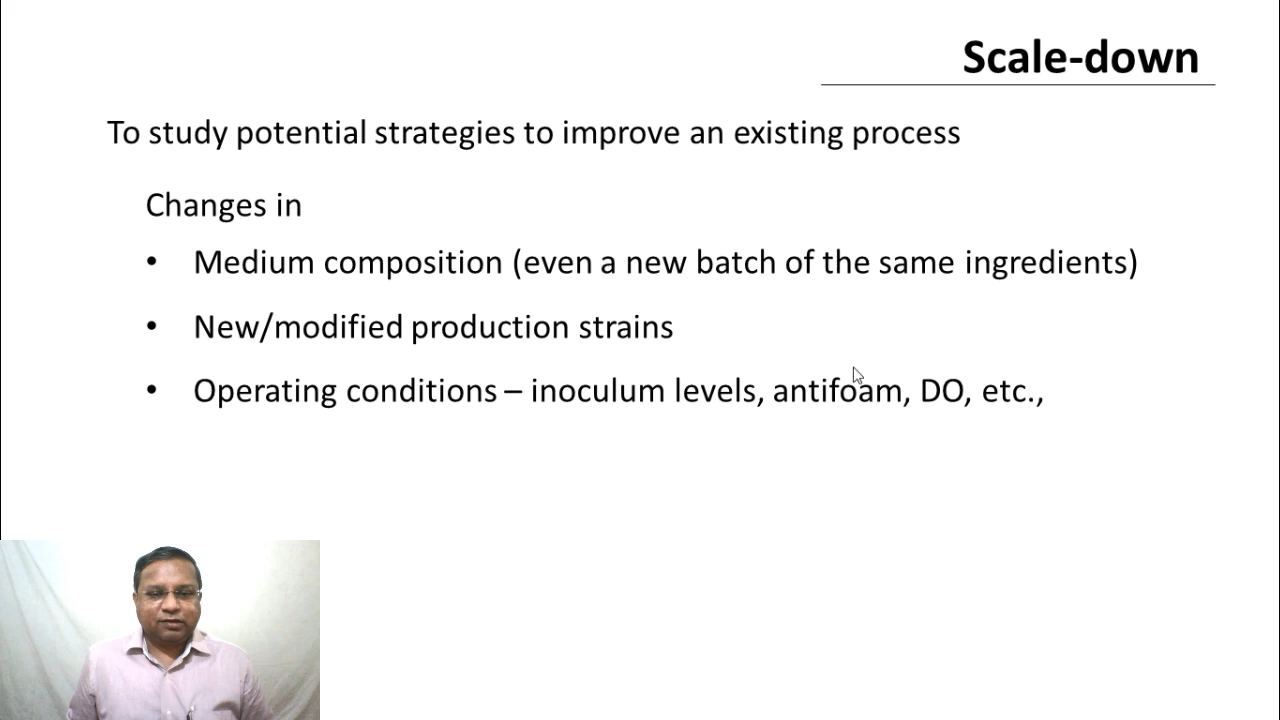 Scale-down
To study potential strategies to improve an existing process
Changes in
• Medium composition (even a new batch of the same ingredients)
• New/modified production strains
• Operating conditions – inoculum levels, antifoam, DO, etc.,